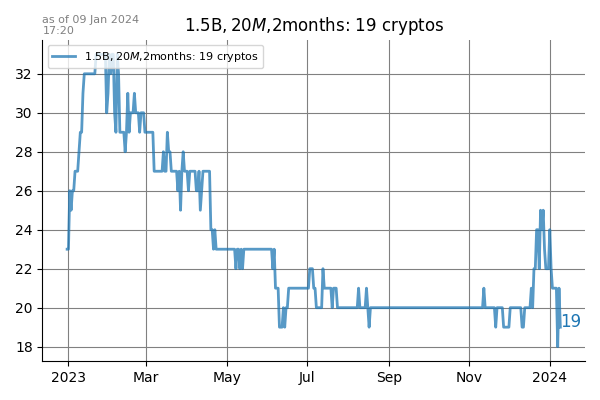 as of 09 Jan 2024
17:20
1.5B, 20M,2months: 19 cryptos
1.5B, 20M,2months: 19 cryptos
32
30
28
26
24
22
20
18
19
2023 Mar May Jul Sep Nov 2024